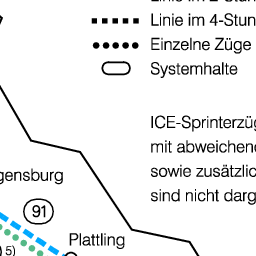 Linie im 4-Stun
Einzelne Züge
Systemhalte
ICE-Sprinterzüg
mit abweichend
sowie zusätzlic
sind nicht darg
gensburg
91
Plattling
5)